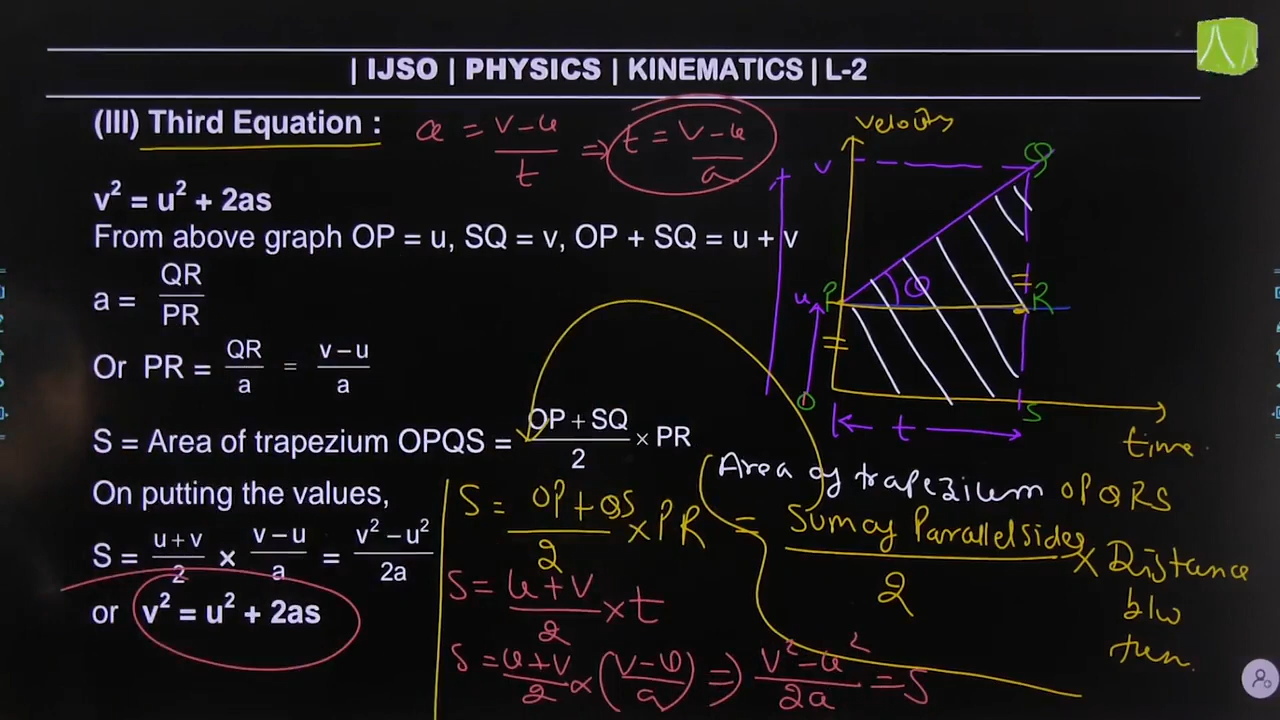 | IJSO | PHYSICS | KINEMATICS | L-2
(III) Third Equation :
a = v-u / t ⇒ t = v-u / a
v² = u² + 2as
From above graph OP = u, SQ = v, OP + SQ = u + v
a = QR / PR
Or PR = QR / a = v – u / a
S = Area of trapezium OPQS = OP + SQ / 2 × PR
On putting the values,
S = u + v / 2 × v – u / a = v² – u² / 2a
or v² = u² + 2as
velocity
v
Q
u P
θ
R
O
S
t
time
Area of trapezium OPQRS
S = OP + QS / 2 × PR = Sum of Parallel sides / 2 × Distance
b/w
them
S = u + v / 2 × t
S = u+v / 2 × (v-u / a) ⇒ v² - u² / 2a = S